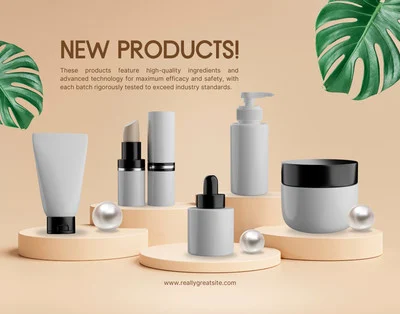 NEW PRODUCTS!
These products feature high-quality ingredients and
advanced technology for maximum efficacy and safety, with
each batch rigorously tested to exceed industry standards.
www.reallygreatsite.com